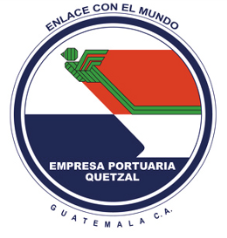 ENLACE CON EL MUNDO
EMPRESA PORTUARIA
QUETZAL
GUATEMALA C.A.